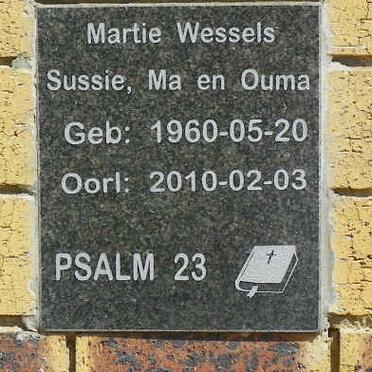 Martie Wessels
Sussie, Ma en Ouma
Geb: 1960-05-20
Oorl: 2010-02-03
PSALM 23